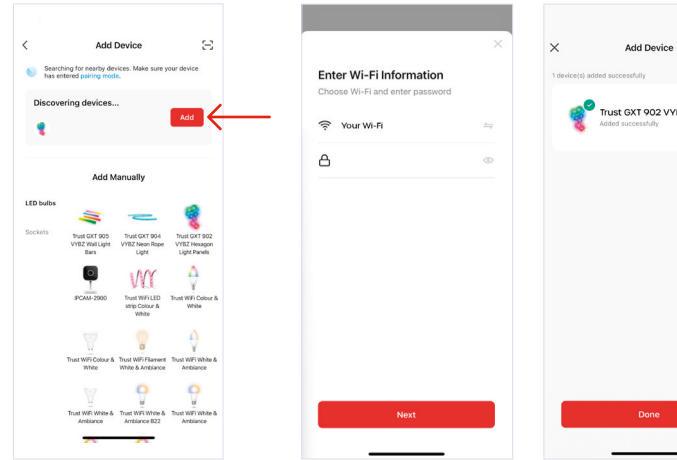 Add Device
Searching for nearby devices. Make sure your device
has entered pairing mode.
Discovering devices...
Add
Add Manually
LED bulbs
Sockets
Trust GXT 905
VYBZ Wall Light
Bars
Trust GXT 904
VYBZ Neon Rope
Light
Trust GXT 902
VYBZ Hexagon
Light Panels
IPCAM-2900
Trust WiFi LED
strip Colour &
White
Trust WiFi Colour &
White
Trust WiFi Colour &
White
Trust WiFi Filament
White & Ambiance
Trust WiFi White &
Ambiance
Trust WiFi White &
Ambiance
Trust WiFi White &
Ambiance B22
Trust WiFi White &
Ambiance
Enter Wi-Fi Information
Choose Wi-Fi and enter password
Your Wi-Fi
Next
Add Device
1 device(s) added successfully
Trust GXT 902 VY
Added successfully
Done